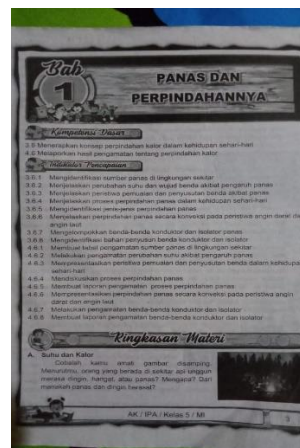 Bab
1
PANAS DAN
PERPINDAHANNYA
Kompetensi Dasar
3.6 Menerapkan konsep perpindahan kalor dalam kehidupan sehari-hari
4.6 Melaporkan hasil pengamatan tentang perpindahan kalor
Indikator Pencapaian
3.6.1 Mengidentifikasi sumber panas di lingkungan sekitar
3.6.2 Menjelaskan perubahan suhu dan wujud benda akibat pengaruh panas
3.6.3 Menjelaskan peristiwa pemuaian dan penyusutan benda akibat panas
3.6.4 Menjelaskan proses perpindahan panas dalam kehidupan sehari-hari
3.6.5 Mengidentifikasi jenis-jenis perpindahan panas
3.6.6 Menjelaskan perpindahan panas secara konveksi pada peristiwa angin darat dan
angin laut
3.6.7 Mengelompokkan benda-benda konduktor dan isolator panas
3.6.8 Mengidentifikasi bahan penyusun benda konduktor dan isolator
4.6.1 Membuat tabel pengamatan sumber panas di lingkungan sekitar
4.6.2 Melakukan pengamatan perubahan suhu akibat pengaruh panas
4.6.3 Mempresentasikan peristiwa pemuaian dan penyusutan benda dalam kehidupa
sehari-hari
4.6.4 Mendiskusikan proses perpindahan panas
4.6.5 Membuat laporan pengamatan proses perpindahan panas
4.6.6 Mempresentasikan perpindahan panas secara konveksi pada peristiwa angin
darat dan angin laut
4.6.7 Melakukan pengamatan benda-benda konduktor dan isolator
4.6.8 Membuat laporan pengamatan benda-benda konduktor dan isolator
Ringkasan Materi
A. Suhu dan Kalor
Cobalah kamu amati gambar disamping.
Menurutmu, orang yang berada di sekitar api unggun
merasa dingin, hangat, atau panas? Mengapa? Dari
manakah panas dan dingin berasal?
AK / IPA / Kelas 5 / MI
3